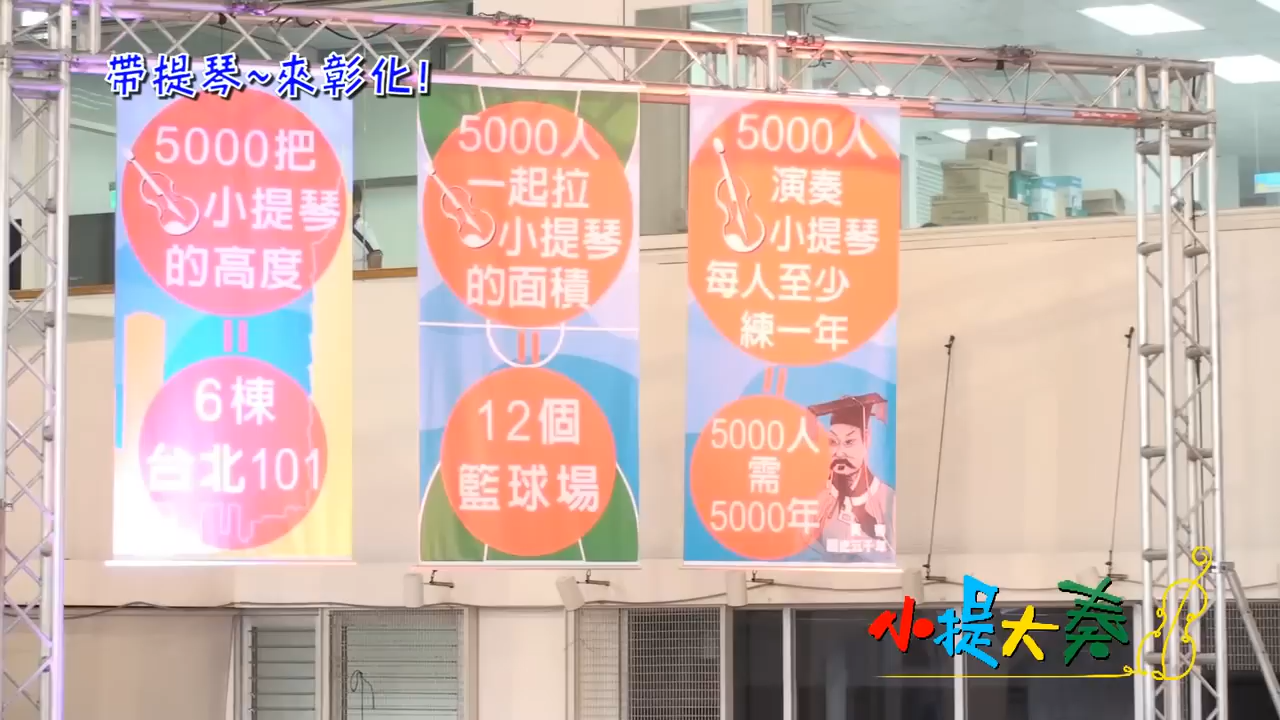 帶提琴~來彰化!
5000把
小提琴
的高度
6棟
台北101
5000人
一起拉
小提琴
的面積
12個
籃球場
5000人
演奏
小提琴
每人至少
練一年
5000人
需
5000年
小提大奏